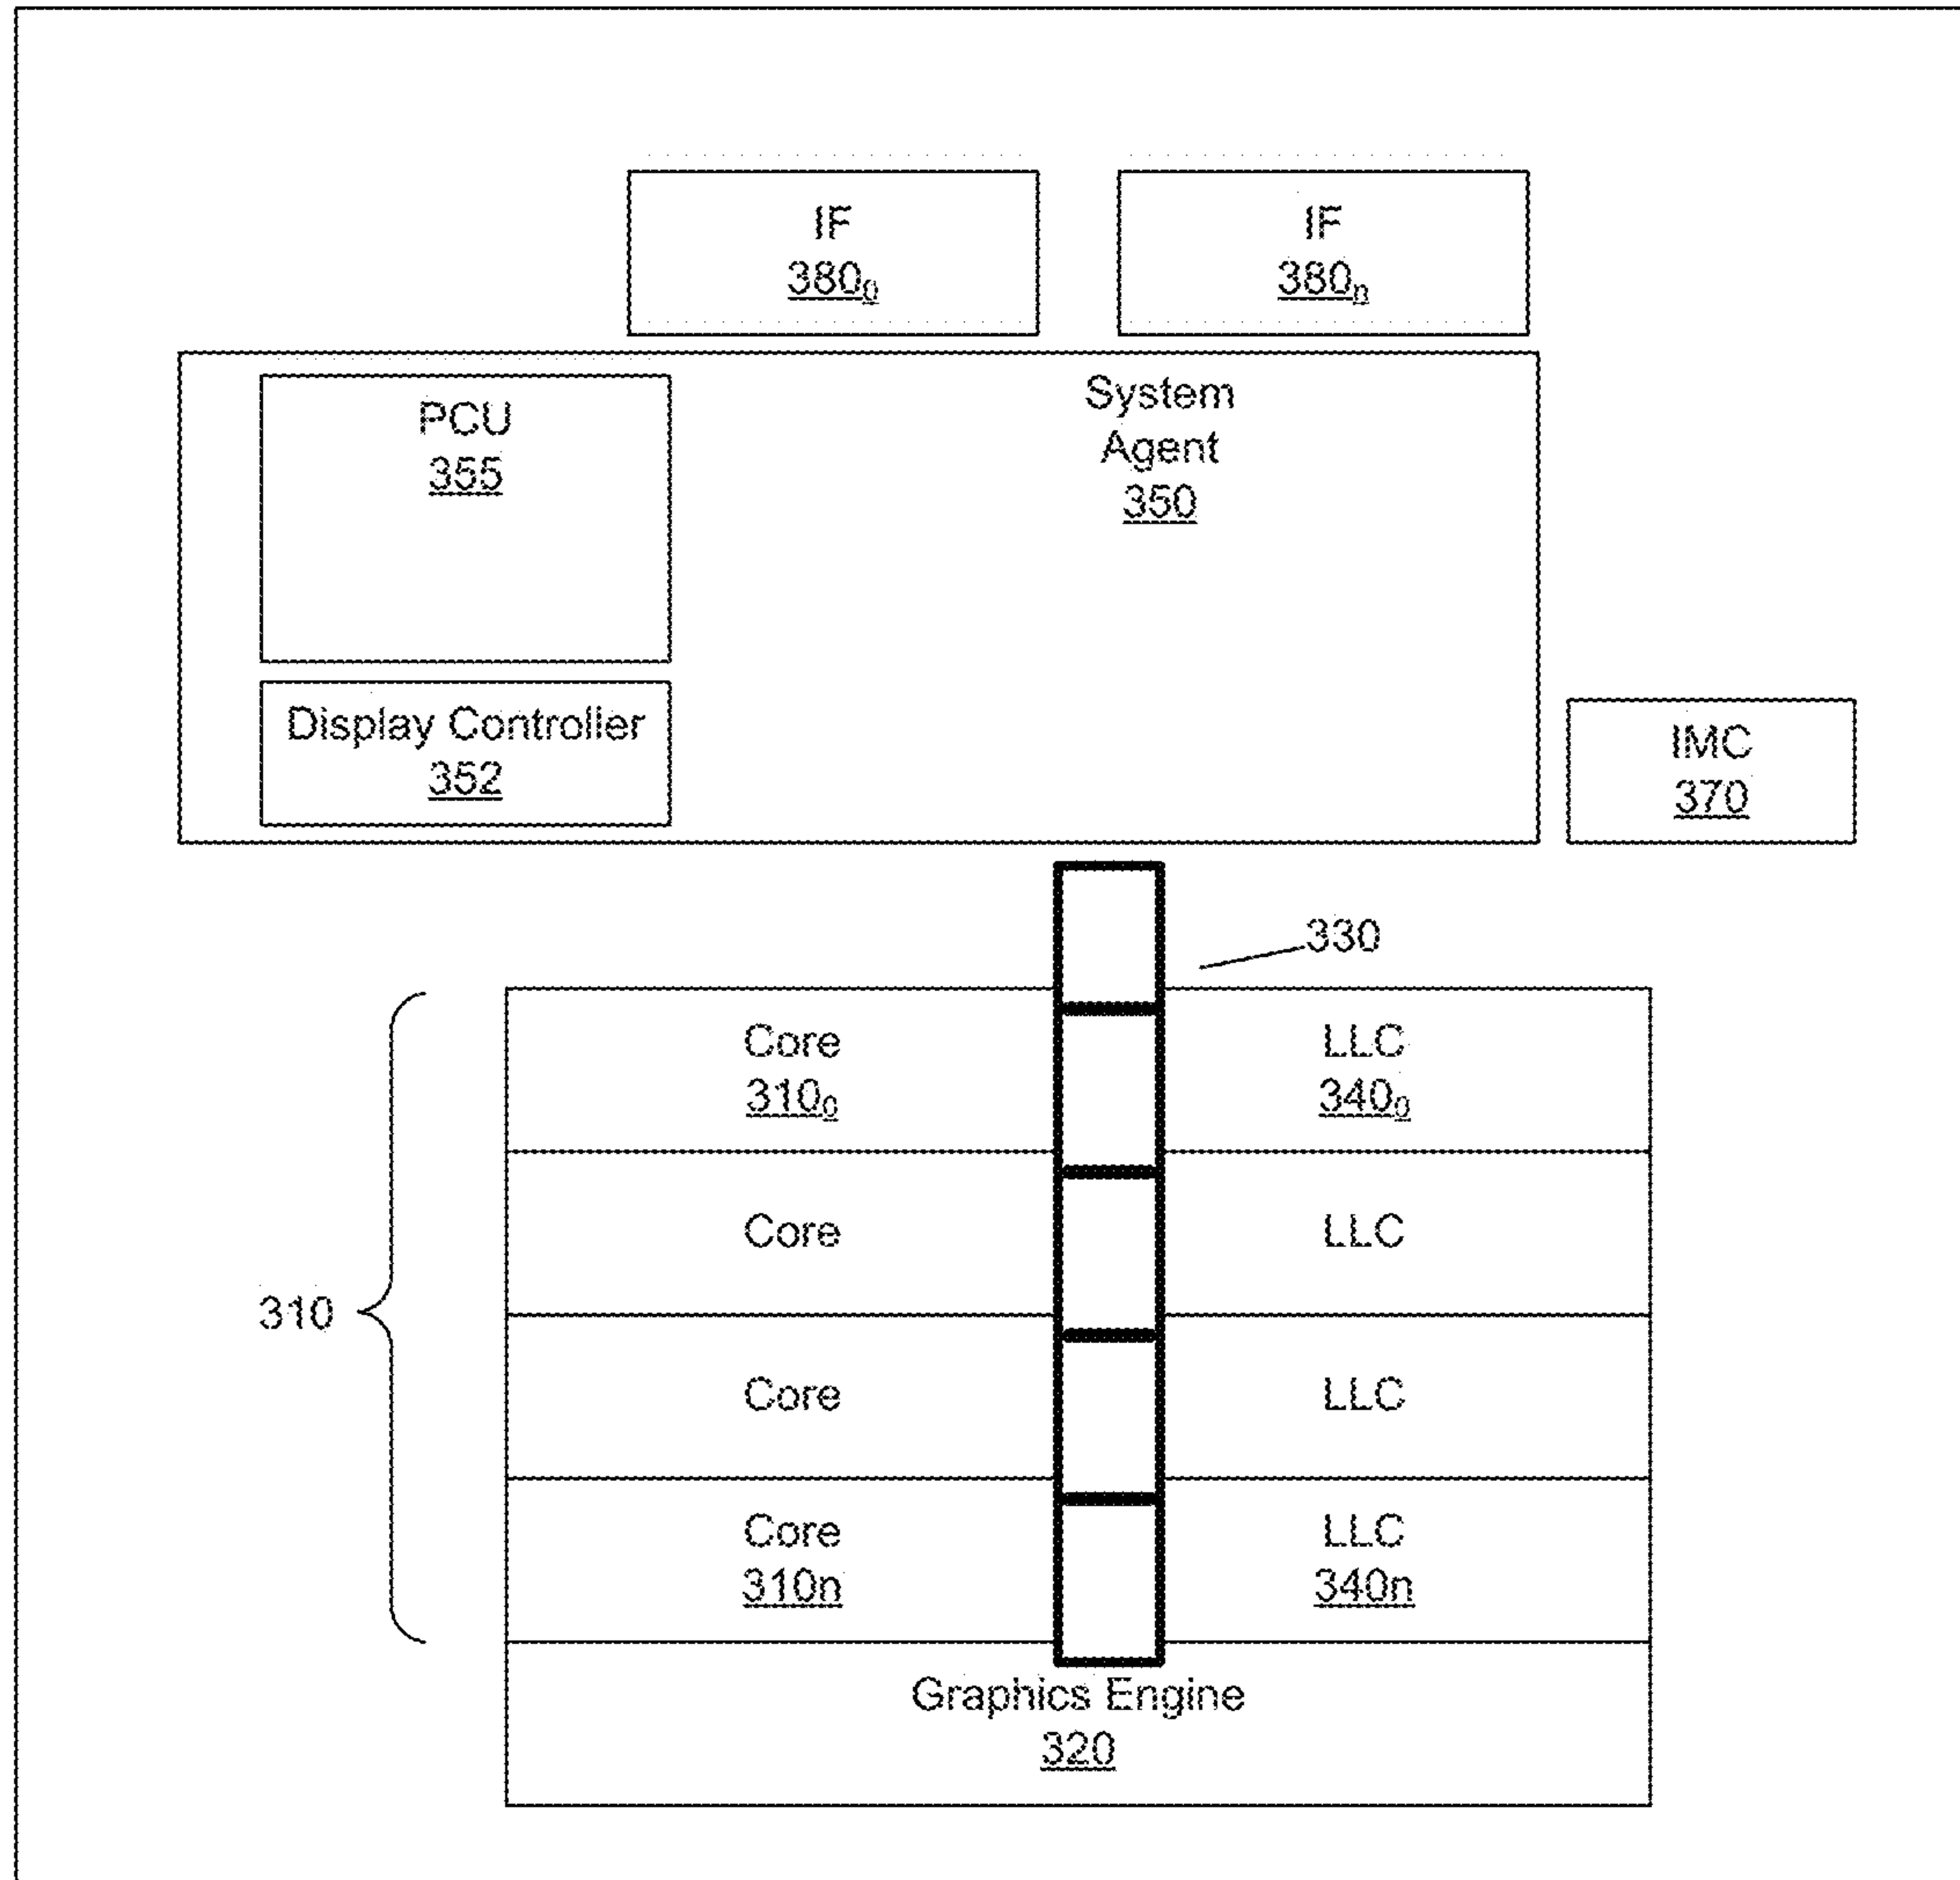 IF
380₀
IF
380ₙ
PCU
355
System
Agent
350
Display Controller
352
IMC
370
330
Core
310₀
LLC
340₀
Core
LLC
310
Core
LLC
Core
310n
LLC
340n
Graphics Engine
320